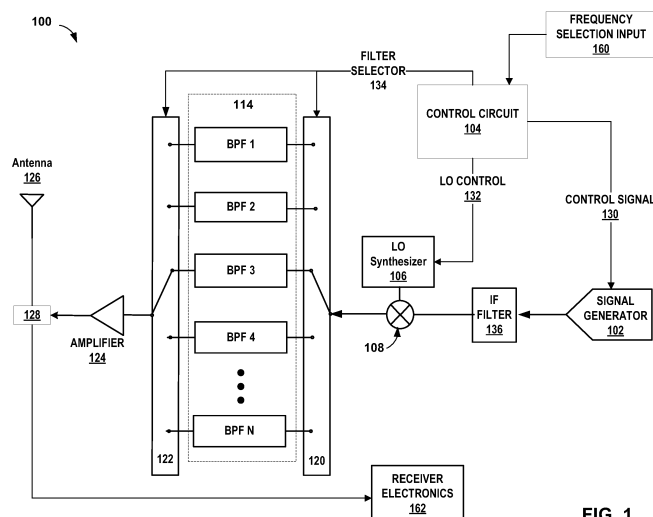 100
FREQUENCY
SELECTION INPUT
160
FILTER
SELECTOR
134
114
CONTROL CIRCUIT
104
BPF 1
Antenna
126
LO CONTROL
132
CONTROL SIGNAL
130
BPF 2
LO
Synthesizer
106
BPF 3
IF
FILTER
136
SIGNAL
GENERATOR
102
128
AMPLIFIER
124
BPF 4
108
BPF N
122
120
RECEIVER
ELECTRONICS
162
FIG. 1